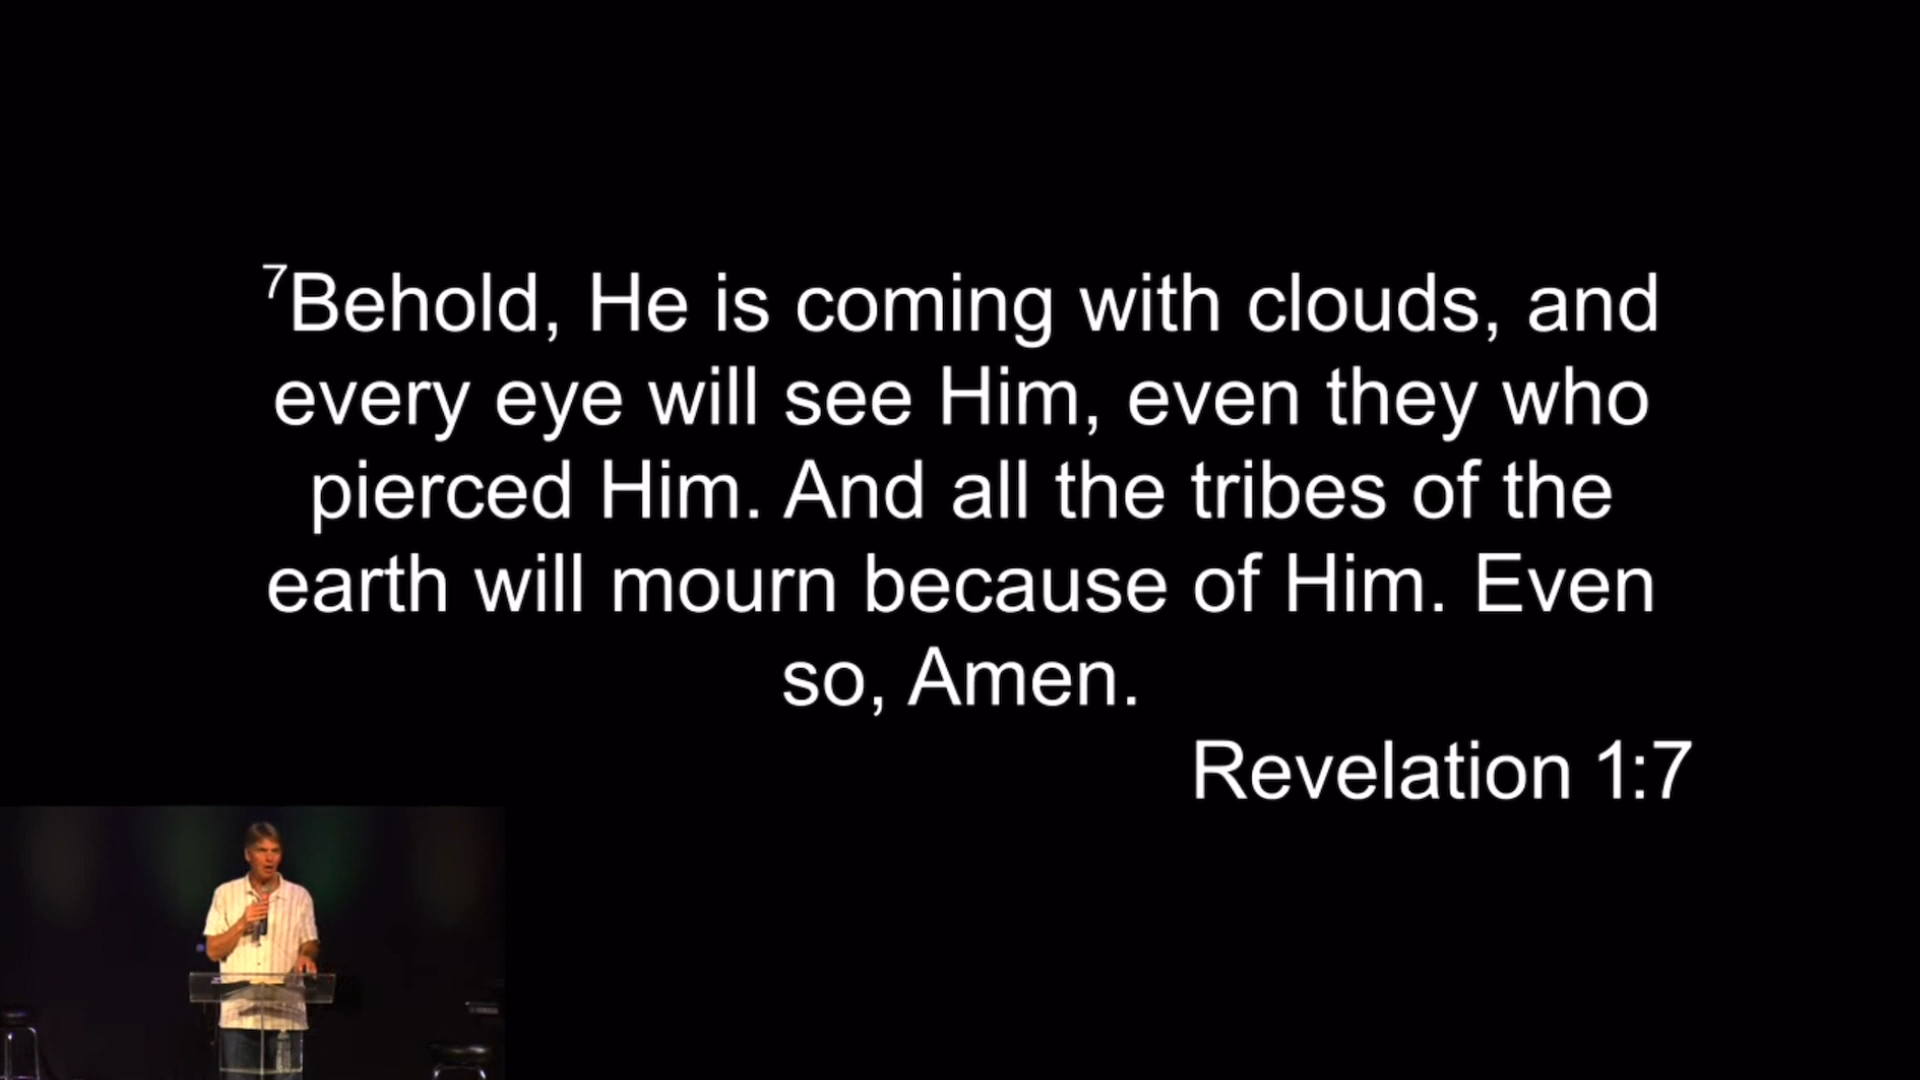 ⁷Behold, He is coming with clouds, and
every eye will see Him, even they who
pierced Him. And all the tribes of the
earth will mourn because of Him. Even
so, Amen.
Revelation 1:7